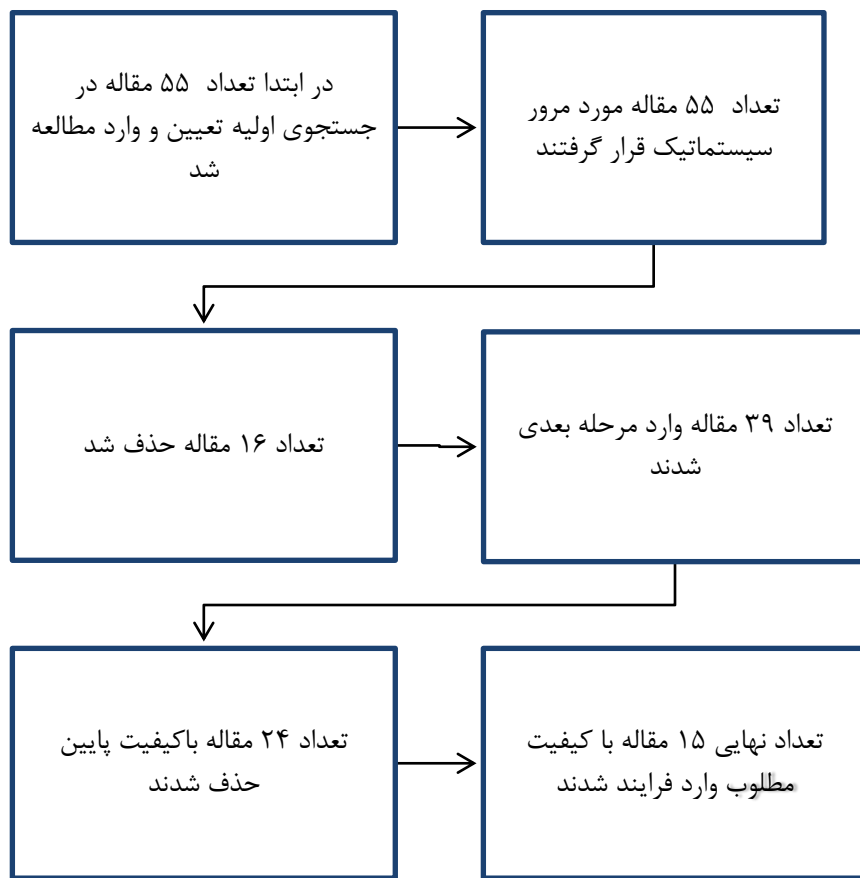 در ابتدا تعداد ۵۵ مقاله در
جستجوی اولیه تعیین و وارد مطالعه
شد
تعداد ۵۵ مقاله مورد مرور
سیستماتیک قرار گرفتند
تعداد ۱۶ مقاله حذف شد
تعداد ۳۹ مقاله وارد مرحله بعدی
شدند
تعداد ۲۴ مقاله باکیفیت پایین
حذف شدند
تعداد نهایی ۱۵ مقاله با کیفیت
مطلوب وارد فرایند شدند